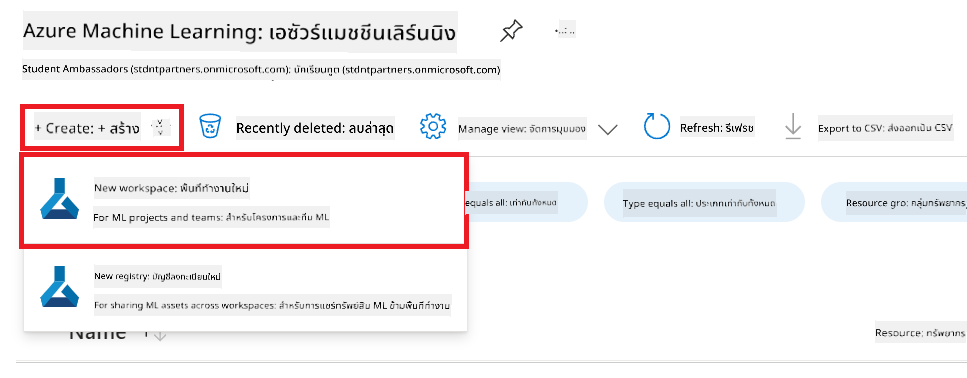 Azure Machine Learning: เอซัวร์แมชชีนเลิร์นนิง
Student Ambassadors (stdntpartners.onmicrosoft.com): นักเรียนทูต (stdntpartners.onmicrosoft.com)
+ Create: + สร้าง
Recently deleted: ลบล่าสุด
Manage view: จัดการมุมมอง
Refresh: รีเฟรช
Export to CSV: ส่งออกเป็น CSV
New workspace: พื้นที่ทำงานใหม่
For ML projects and teams: สำหรับโครงการและทีม ML
equals all: เท่ากับทั้งหมด
Type equals all: ประเภทเท่ากับทั้งหมด
Resource gro: กลุ่มทรัพยากร
New registry: บัญชีลงทะเบียนใหม่
For sharing ML assets across workspaces: สำหรับการแชร์ทรัพย์สิน ML ข้ามพื้นที่ทำงาน
Name
Resource: ทรัพยากร